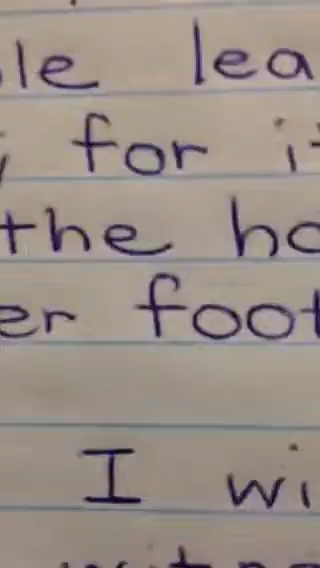 le lea
for i
the ho
er foot
I wi